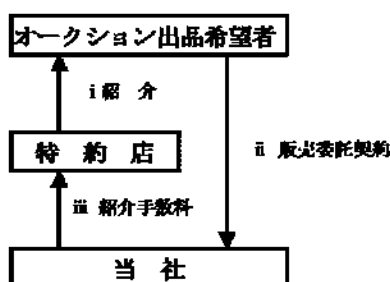 オークション出品希望者
ⅰ紹 介
特 約 店
ⅱ 販売委託契約
ⅲ 紹介手数料
当 社